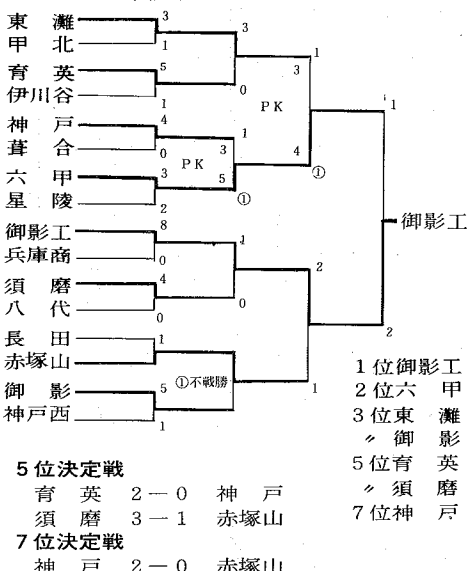 東灘 3
甲北 1
育英 5
伊川谷 1
神戸 4
葺合 0
六甲 3
星陵 2
御影工 8
兵庫商 0
須磨 4
八代 0
長田 1
赤塚山
御影 5
神戸西 1
3
0
1
PK 3
5
①
1
0
①不戦勝
1
PK 3
4
①
2
1
1
2
御影工
1位御影工
2位六甲
3位東灘
〃御影
5位育英
〃須磨
7位神戸
5位決定戦
育英 2―0 神戸
須磨 3―1 赤塚山
7位決定戦
神戸 2―0 赤塚山